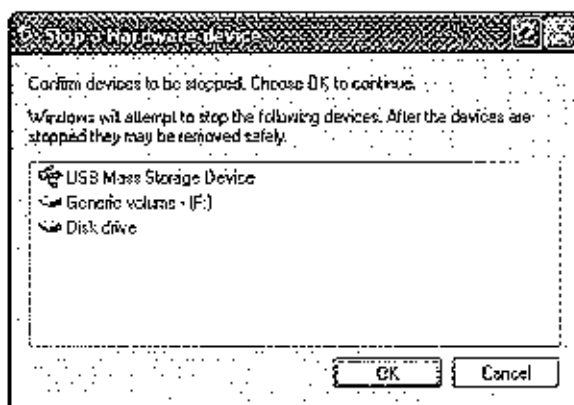 Stop a Hardware device
Confirm devices to be stopped. Choose OK to continue.
Windows will attempt to stop the following devices. After the devices are
stopped they may be removed safely.
USB Mass Storage Device
Generic volume - (F:)
Disk drive
OK
Cancel